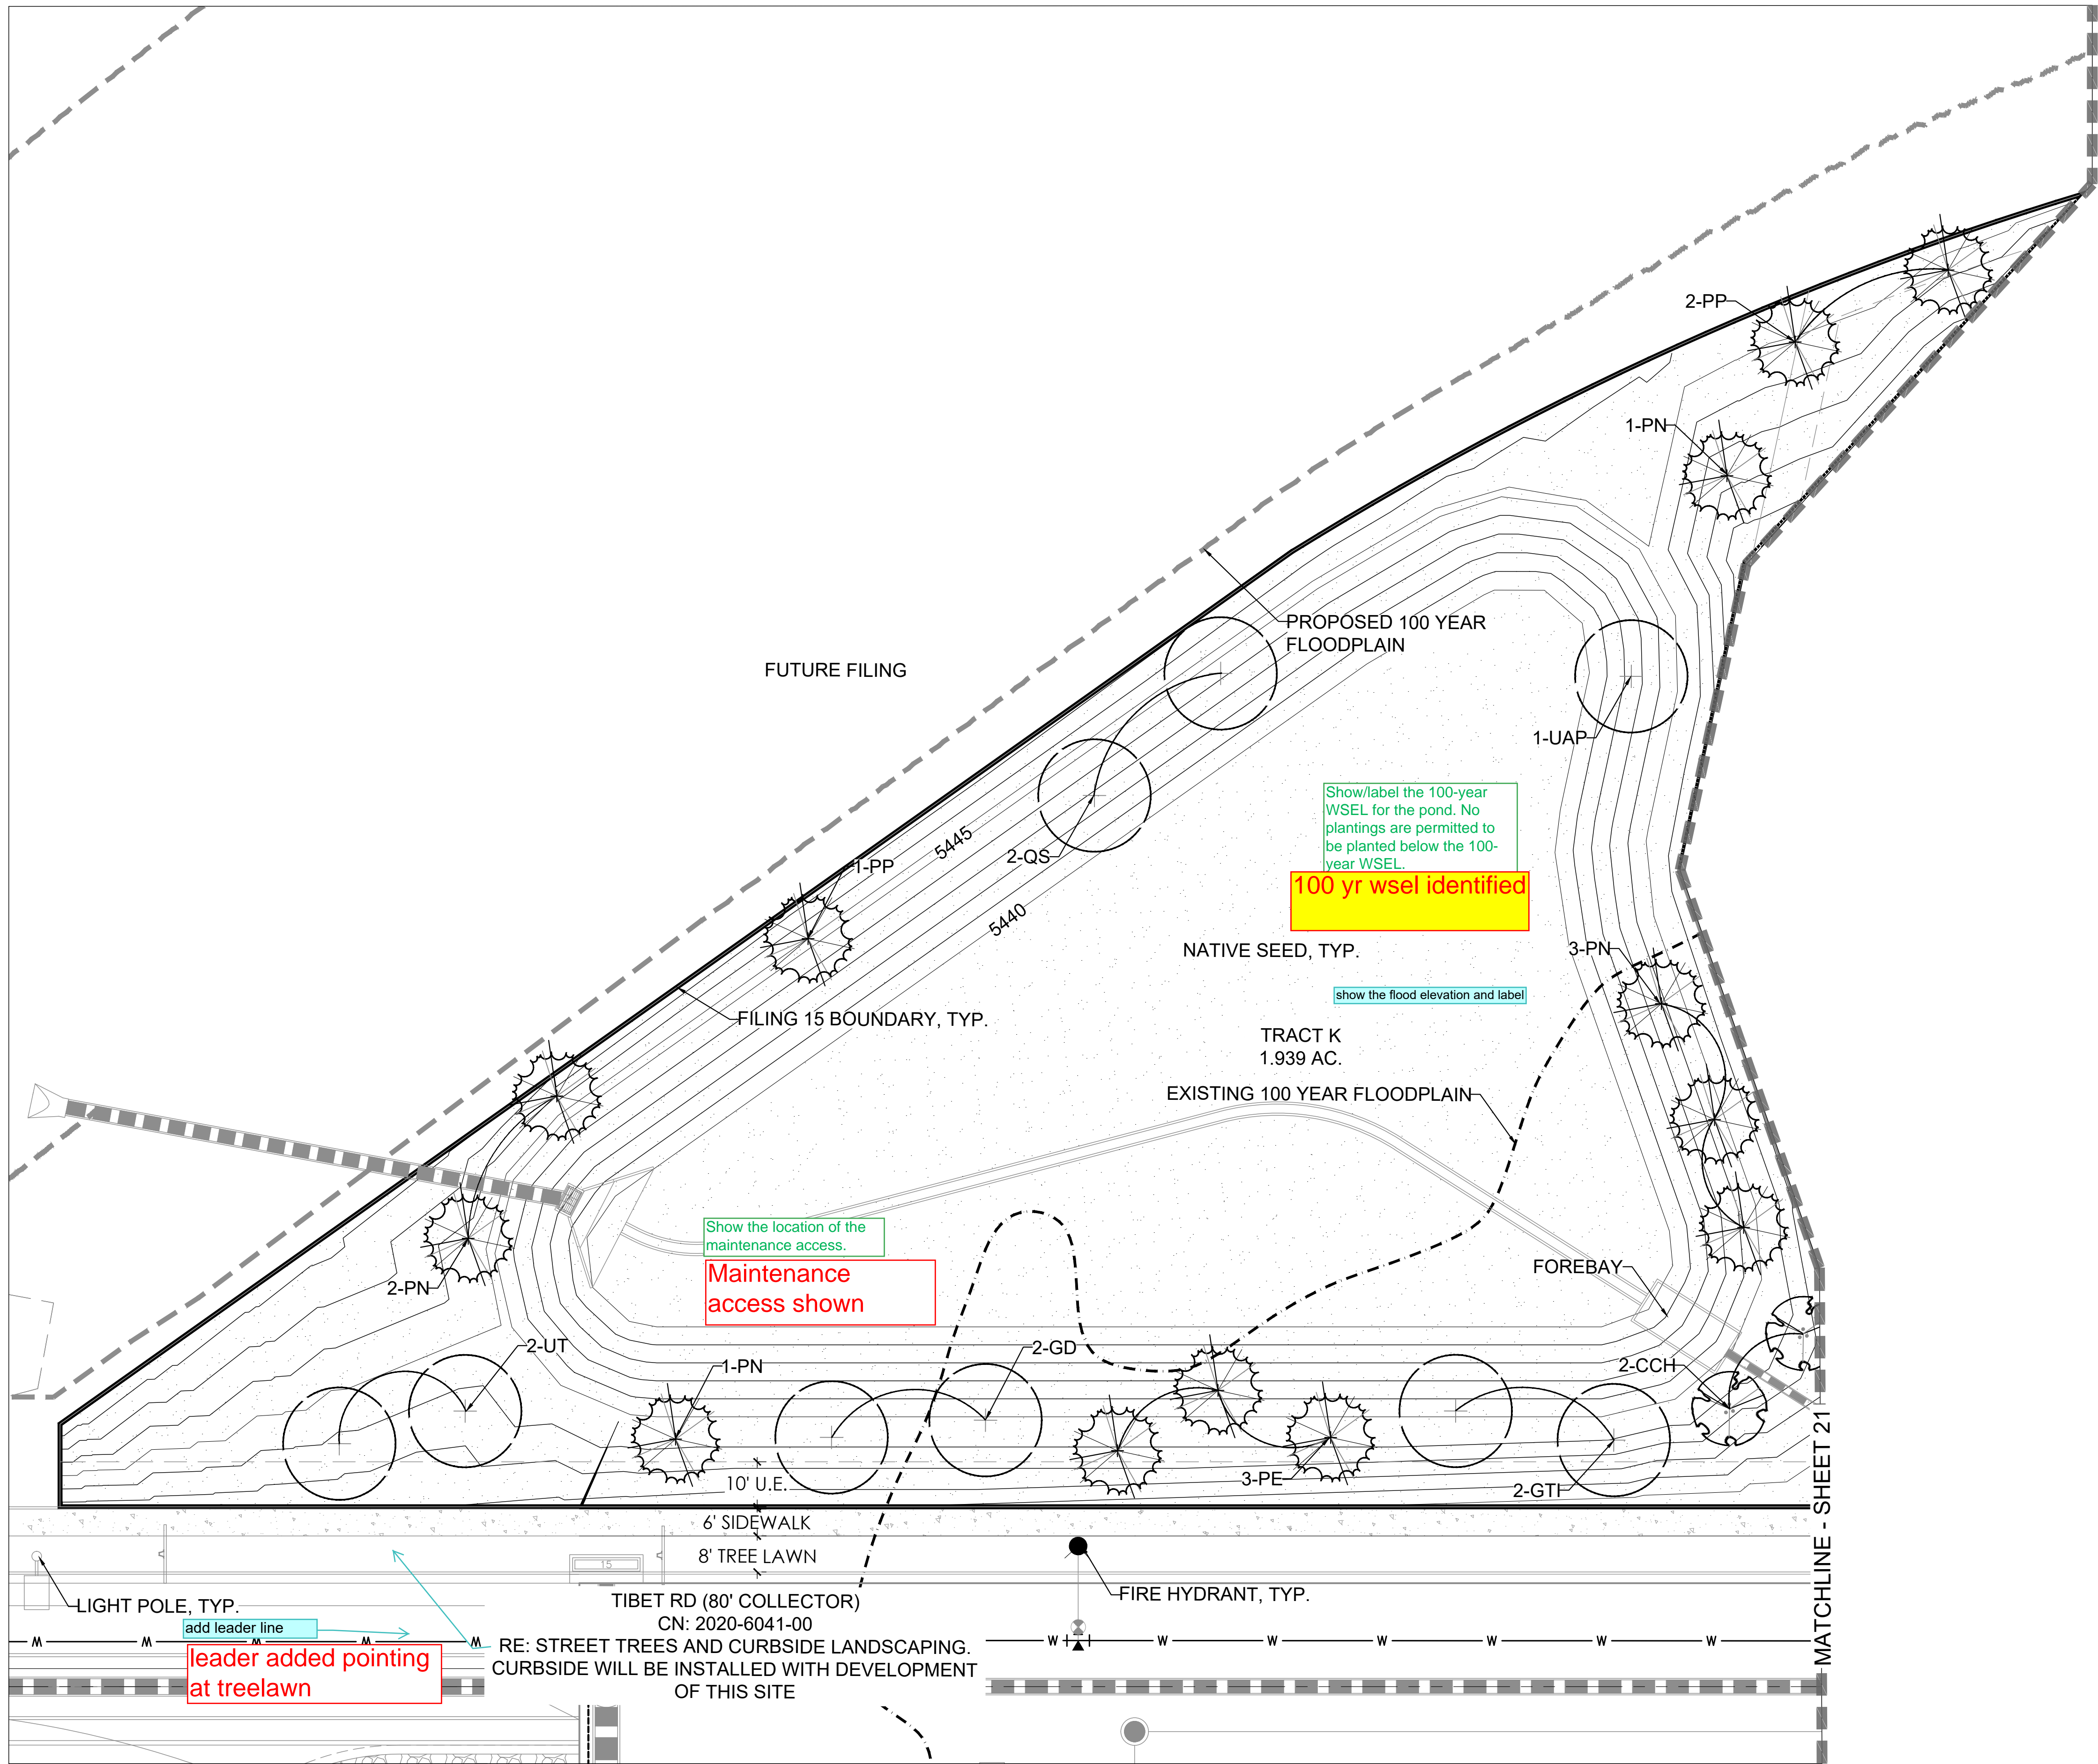 2-PP
1-PN
PROPOSED 100 YEAR
FLOODPLAIN
FUTURE FILING
1-UAP
Show/label the 100-year
WSEL for the pond. No
plantings are permitted to
be planted below the 100-
year WSEL.
5445
2-QS
1-PP
100 yr wsel identified
5440
NATIVE SEED, TYP.
3-PN
show the flood elevation and label
FILING 15 BOUNDARY, TYP.
TRACT K
1.939 AC.
EXISTING 100 YEAR FLOODPLAIN
Show the location of the
maintenance access.
Maintenance
access shown
FOREBAY
2-PN
2-UT
1-PN
2-GD
2-CCH
10' U.E.
3-PE
2-GTI
6' SIDEWALK
8' TREE LAWN
15
LIGHT POLE, TYP.
FIRE HYDRANT, TYP.
TIBET RD (80' COLLECTOR)
CN: 2020-6041-00
RE: STREET TREES AND CURBSIDE LANDSCAPING.
CURBSIDE WILL BE INSTALLED WITH DEVELOPMENT
OF THIS SITE
add leader line
W W W W W W W W W W W W
leader added pointing
at treelawn
MATCHLINE - SHEET 21